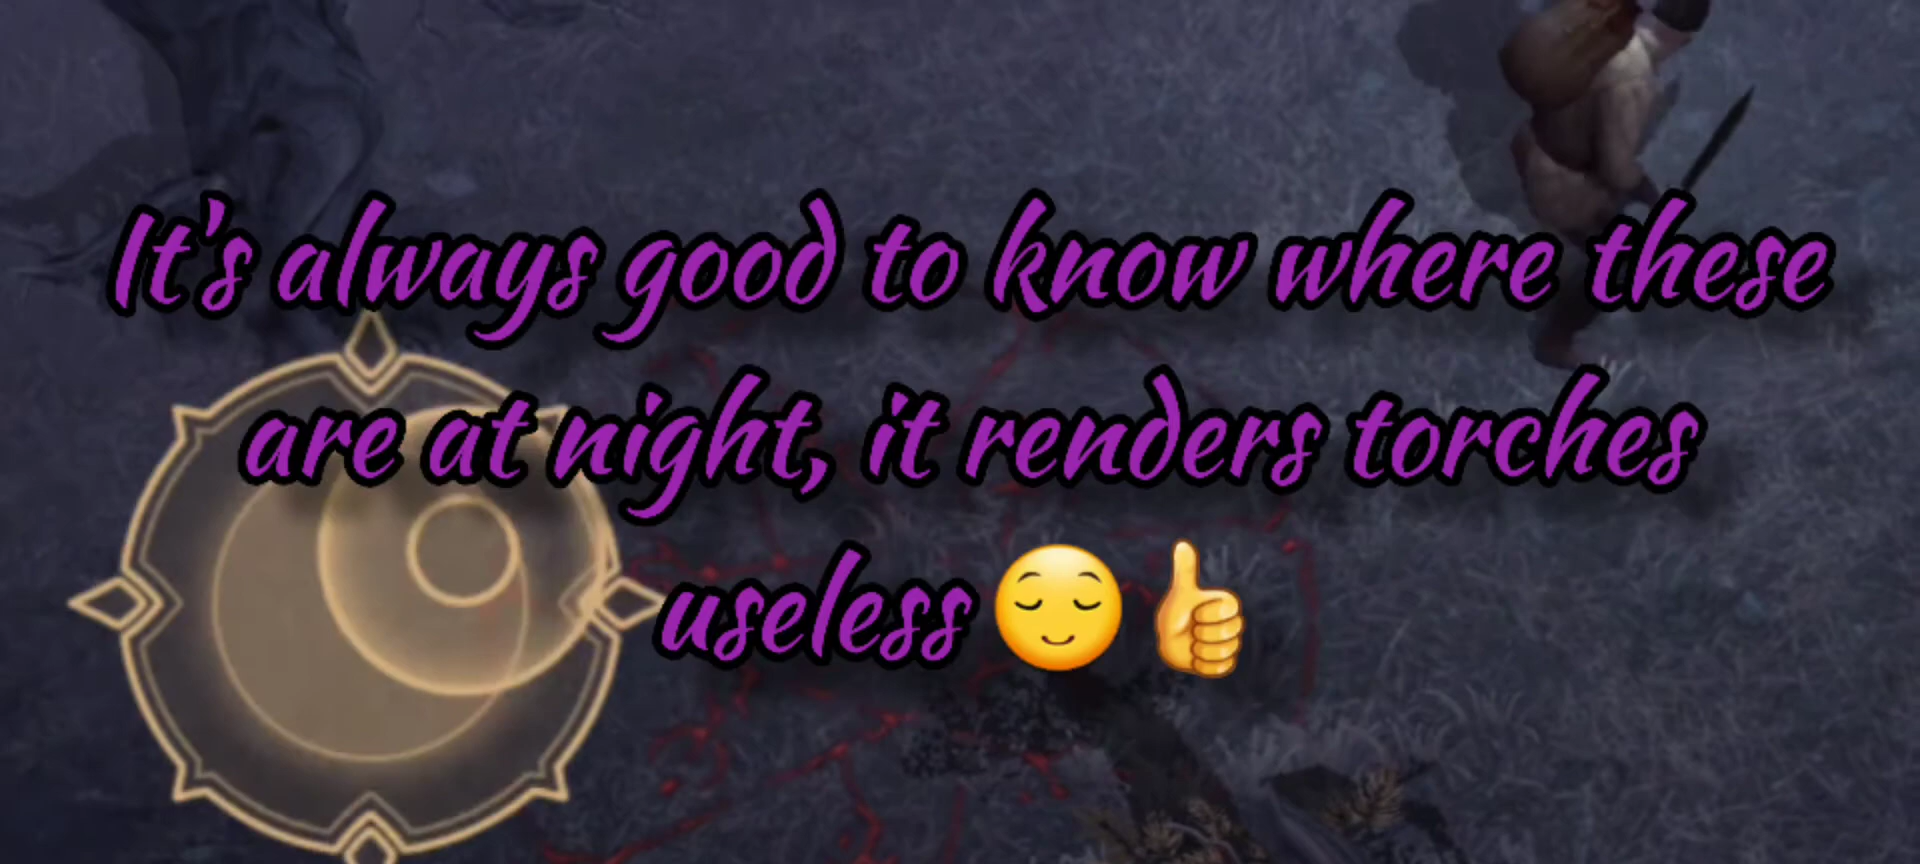 It's always good to know where these
are at night, it renders torches
useless 😌👍